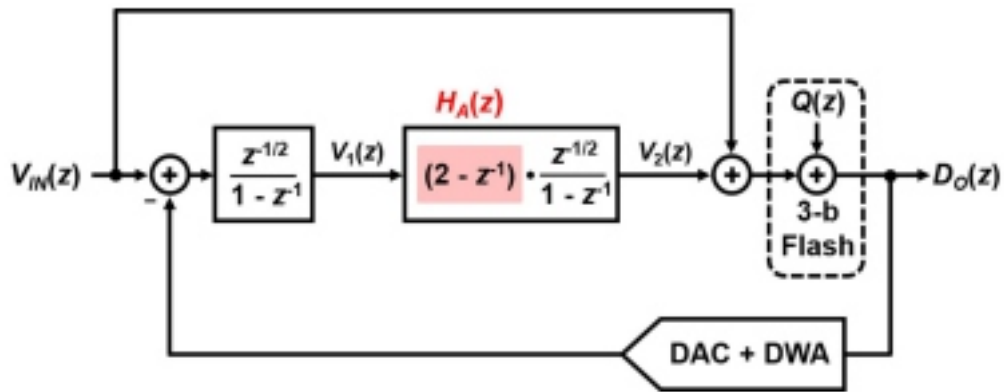 H_A(z)
Q(z)
V_IN(z)
+
−
z^-1/2
1 - z^-1
V_1(z)
(2 - z^-1) · z^-1/2
1 - z^-1
V_2(z)
+
+
D_O(z)
3-b
Flash
DAC + DWA